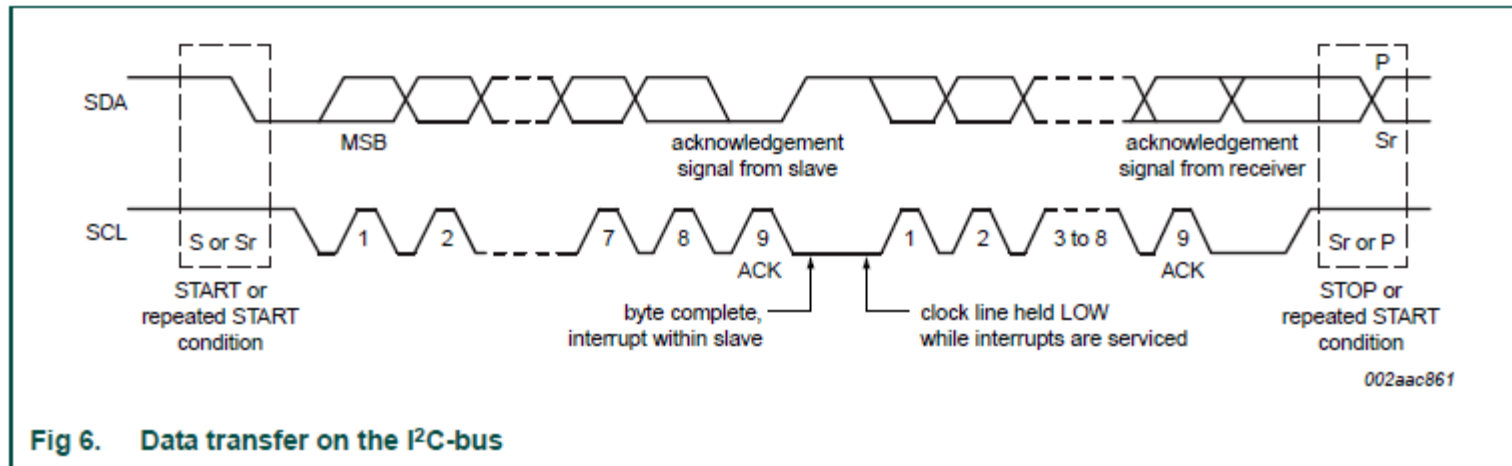 P
SDA
MSB
acknowledgement
signal from slave
acknowledgement
signal from receiver
Sr
SCL
S or Sr
1
2
7
8
9
1
2
3 to 8
9
Sr or P
ACK
ACK
START or
repeated START
condition
byte complete,
interrupt within slave
clock line held LOW
while interrupts are serviced
STOP or
repeated START
condition
002aac861
Fig 6. Data transfer on the I²C-bus